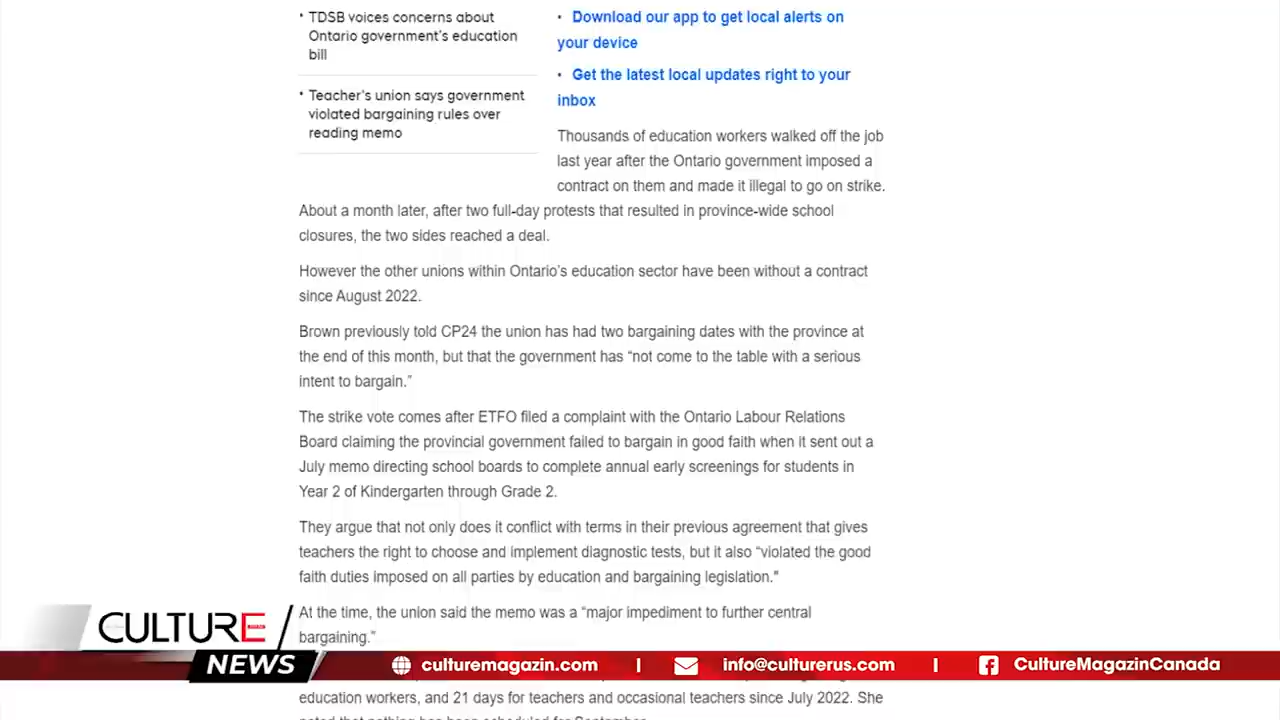 TDSB voices concerns about
Ontario government's education
bill
Teacher's union says government
violated bargaining rules over
reading memo
• Download our app to get local alerts on
your device
• Get the latest local updates right to your
inbox
Thousands of education workers walked off the job
last year after the Ontario government imposed a
contract on them and made it illegal to go on strike.
About a month later, after two full-day protests that resulted in province-wide school
closures, the two sides reached a deal.
However the other unions within Ontario's education sector have been without a contract
since August 2022.
Brown previously told CP24 the union has had two bargaining dates with the province at
the end of this month, but that the government has “not come to the table with a serious
intent to bargain.”
The strike vote comes after ETFO filed a complaint with the Ontario Labour Relations
Board claiming the provincial government failed to bargain in good faith when it sent out a
July memo directing school boards to complete annual early screenings for students in
Year 2 of Kindergarten through Grade 2.
They argue that not only does it conflict with terms in their previous agreement that gives
teachers the right to choose and implement diagnostic tests, but it also “violated the good
faith duties imposed on all parties by education and bargaining legislation."
At the time, the union said the memo was a “major impediment to further central
bargaining.”
CULTURE
NEWS
culturemagazin.com | info@culturerus.com | CultureMagazinCanada
education workers, and 21 days for teachers and occasional teachers since July 2022. She